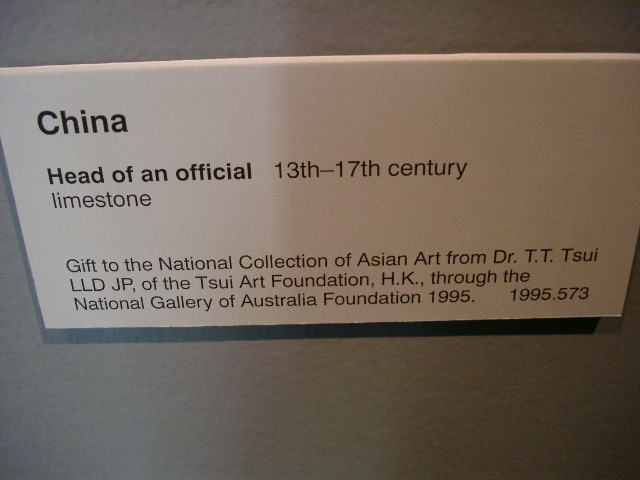 China
Head of an official 13th–17th century
limestone
Gift to the National Collection of Asian Art from Dr. T.T. Tsui
LLD JP, of the Tsui Art Foundation, H.K., through the
National Gallery of Australia Foundation 1995. 1995.573